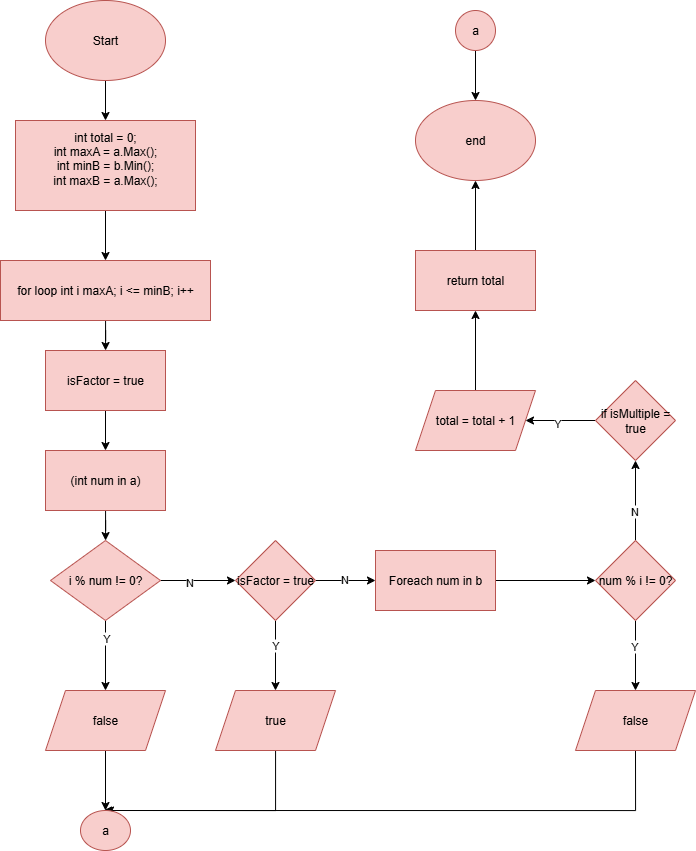 Start
int total = 0;
int maxA = a.Max();
int minB = b.Min();
int maxB = a.Max();
for loop int i maxA; i <= minB; i++
isFactor = true
(int num in a)
i % num != 0?
N
isFactor = true
N
Foreach num in b
num % i != 0?
N
if isMultiple =
true
Y
total = total + 1
return total
end
a
Y
false
Y
true
Y
false
a